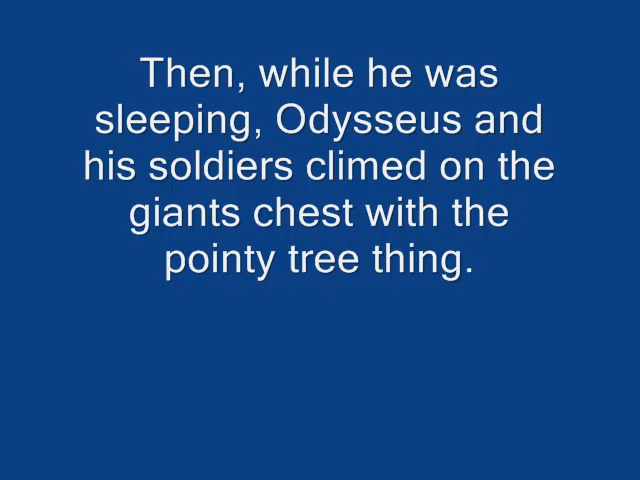 Then, while he was
sleeping, Odysseus and
his soldiers climed on the
giants chest with the
pointy tree thing.